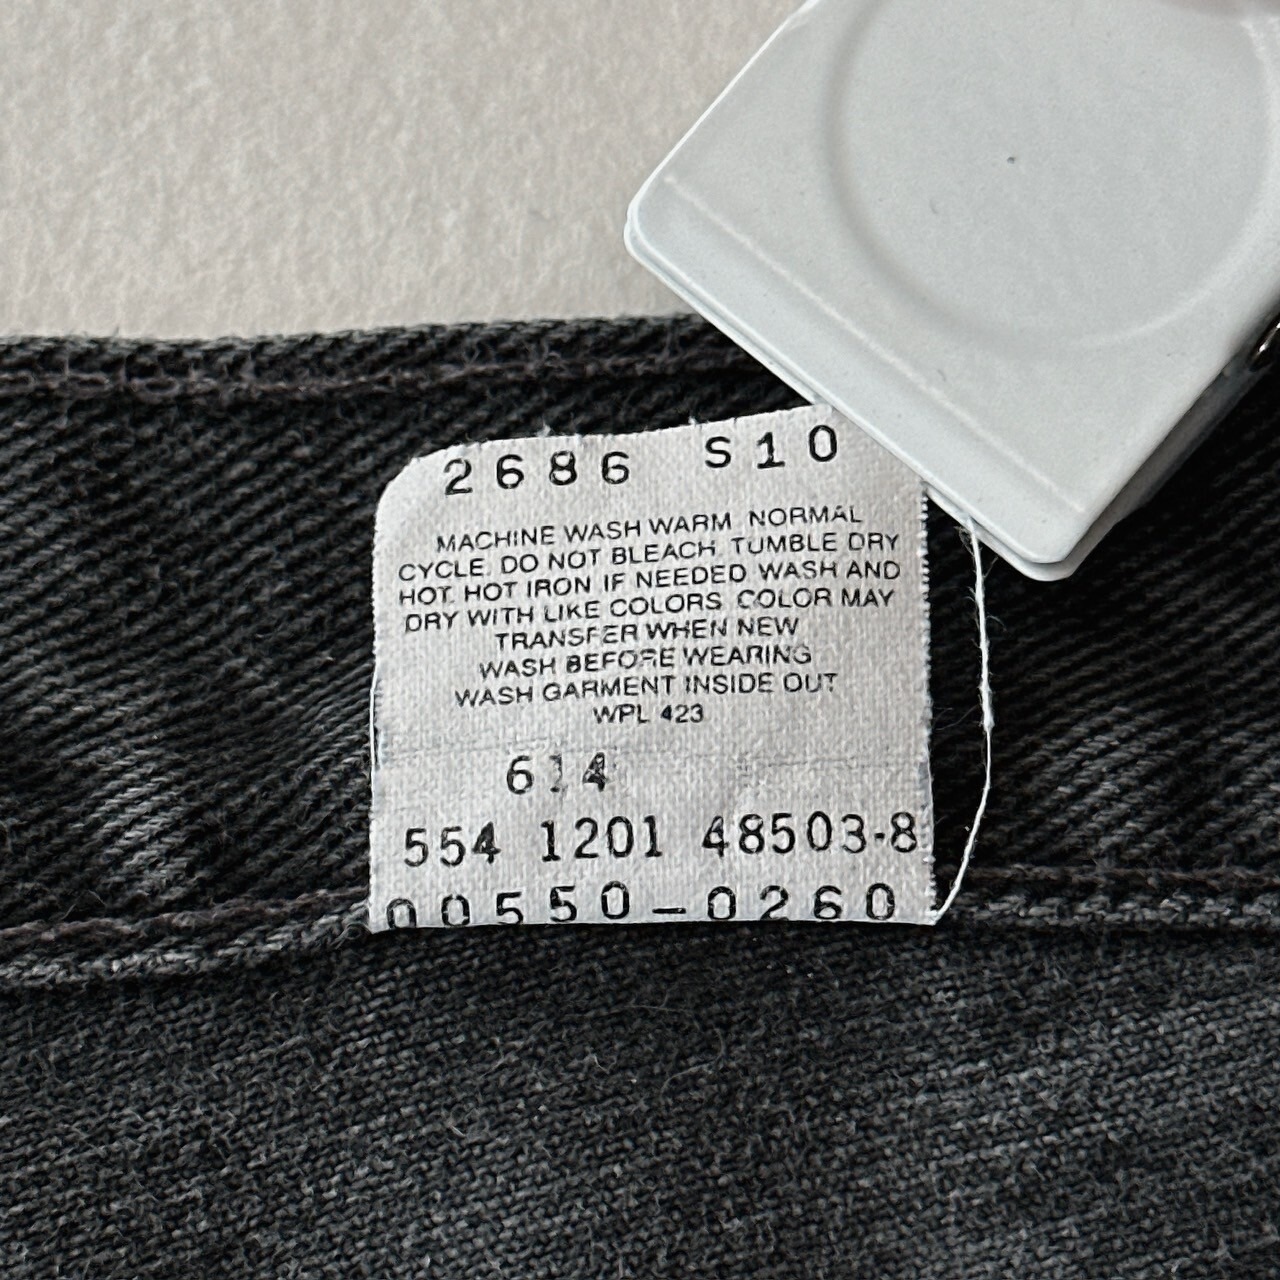 2686 S10
MACHINE WASH WARM NORMAL
CYCLE. DO NOT BLEACH. TUMBLE DRY
HOT. HOT IRON IF NEEDED WASH AND
DRY WITH LIKE COLORS. COLOR MAY
TRANSFER WHEN NEW
WASH BEFORE WEARING
WASH GARMENT INSIDE OUT
WPL 423
614
554 1201 48503-8
00550-0260